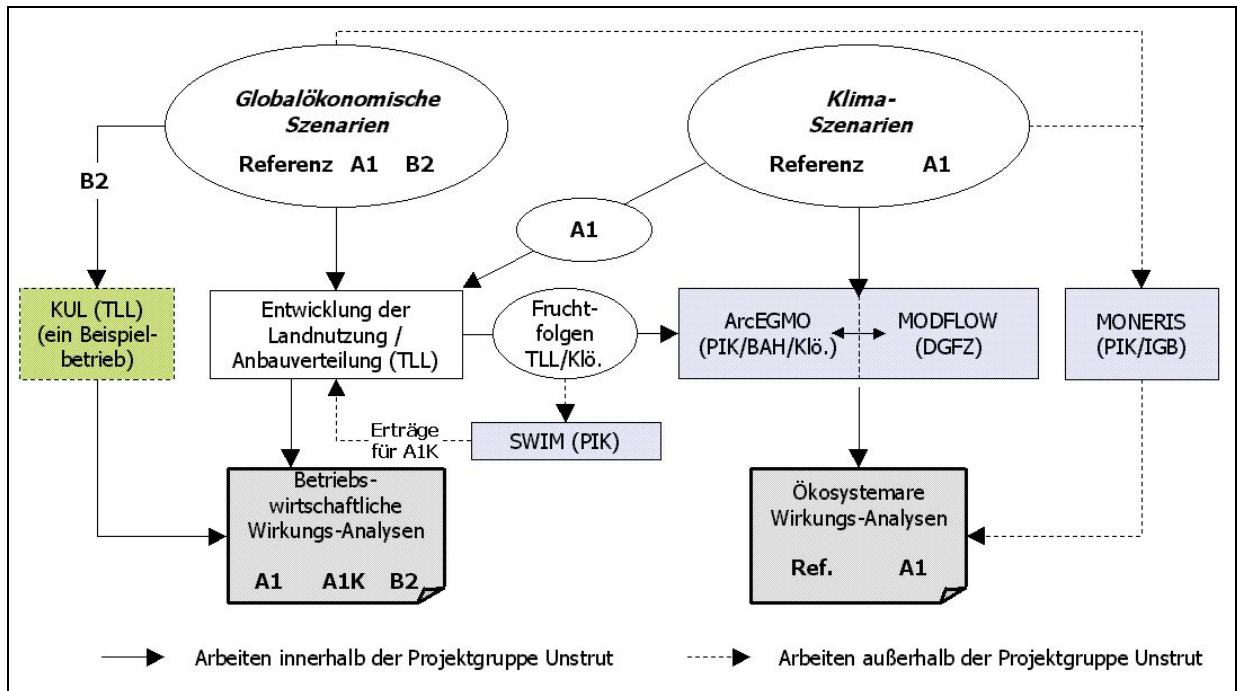 Globalökonomische
Szenarien
Referenz A1 B2
Klima-
Szenarien
Referenz A1
B2
A1
KUL (TLL)
(ein Beispiel-
betrieb)
Entwicklung der
Landnutzung /
Anbauverteilung (TLL)
Frucht-
folgen
TLL/Klö.
ArcEGMO
(PIK/BAH/Klö.)
MODFLOW
(DGFZ)
MONERIS
(PIK/IGB)
Erträge
für A1K
SWIM (PIK)
Betriebs-
wirtschaftliche
Wirkungs-Analysen
A1 A1K B2
Ökosystemare
Wirkungs-Analysen
Ref. A1
Arbeiten innerhalb der Projektgruppe Unstrut
Arbeiten außerhalb der Projektgruppe Unstrut